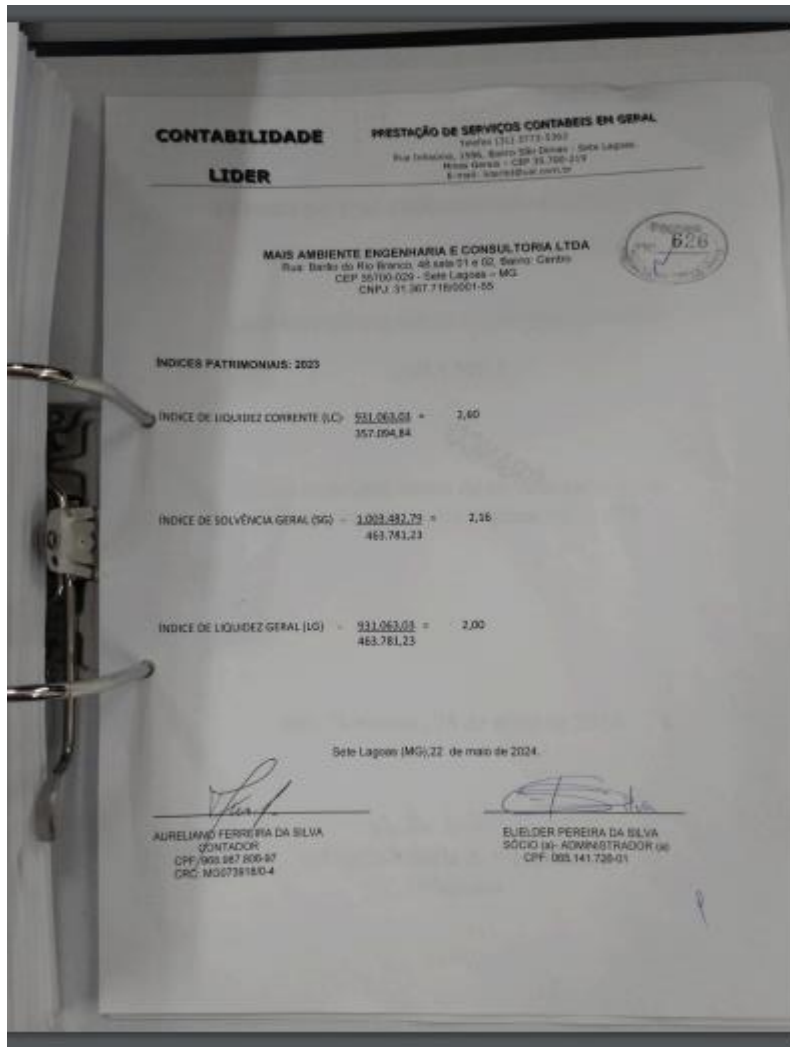 CONTABILIDADE
LIDER
PRESTAÇÃO DE SERVIÇOS CONTABEIS EM GERAL
626
MAIS AMBIENTE ENGENHARIA E CONSULTORIA LTDA
Rua: Barão do Rio Branco, 48 sala 01 e 02, Bairro: Centro
CEP 35700-029 - Sete Lagoas – MG
CNPJ: 31.367.718/0001-55
ÍNDICES PATRIMONIAIS: 2023
ÍNDICE DE LIQUIDEZ CORRENTE (LC)- 931.063,03 = 2,60
357.094,84
ÍNDICE DE SOLVÊNCIA GERAL (SG) - 1.003.482,79 = 2,16
463.781,23
ÍNDICE DE LIQUIDEZ GERAL (LG) - 931.063,03 = 2,00
463.781,23
Sete Lagoas (MG),22 de maio de 2024.
AURELIANO FERREIRA DA SILVA
CONTADOR
CPF:
CRC: MG073918/0-4
ELIELDER PEREIRA DA SILVA
SÓCIO (a)- ADMINISTRADOR (a)
CPF: 065.141.726-01